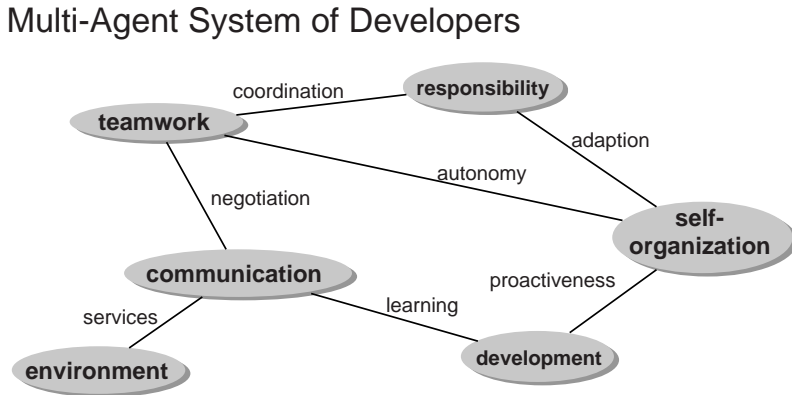 Multi-Agent System of Developers
coordination
responsibility
teamwork
adaption
autonomy
negotiation
self-
organization
communication
proactiveness
learning
services
development
environment